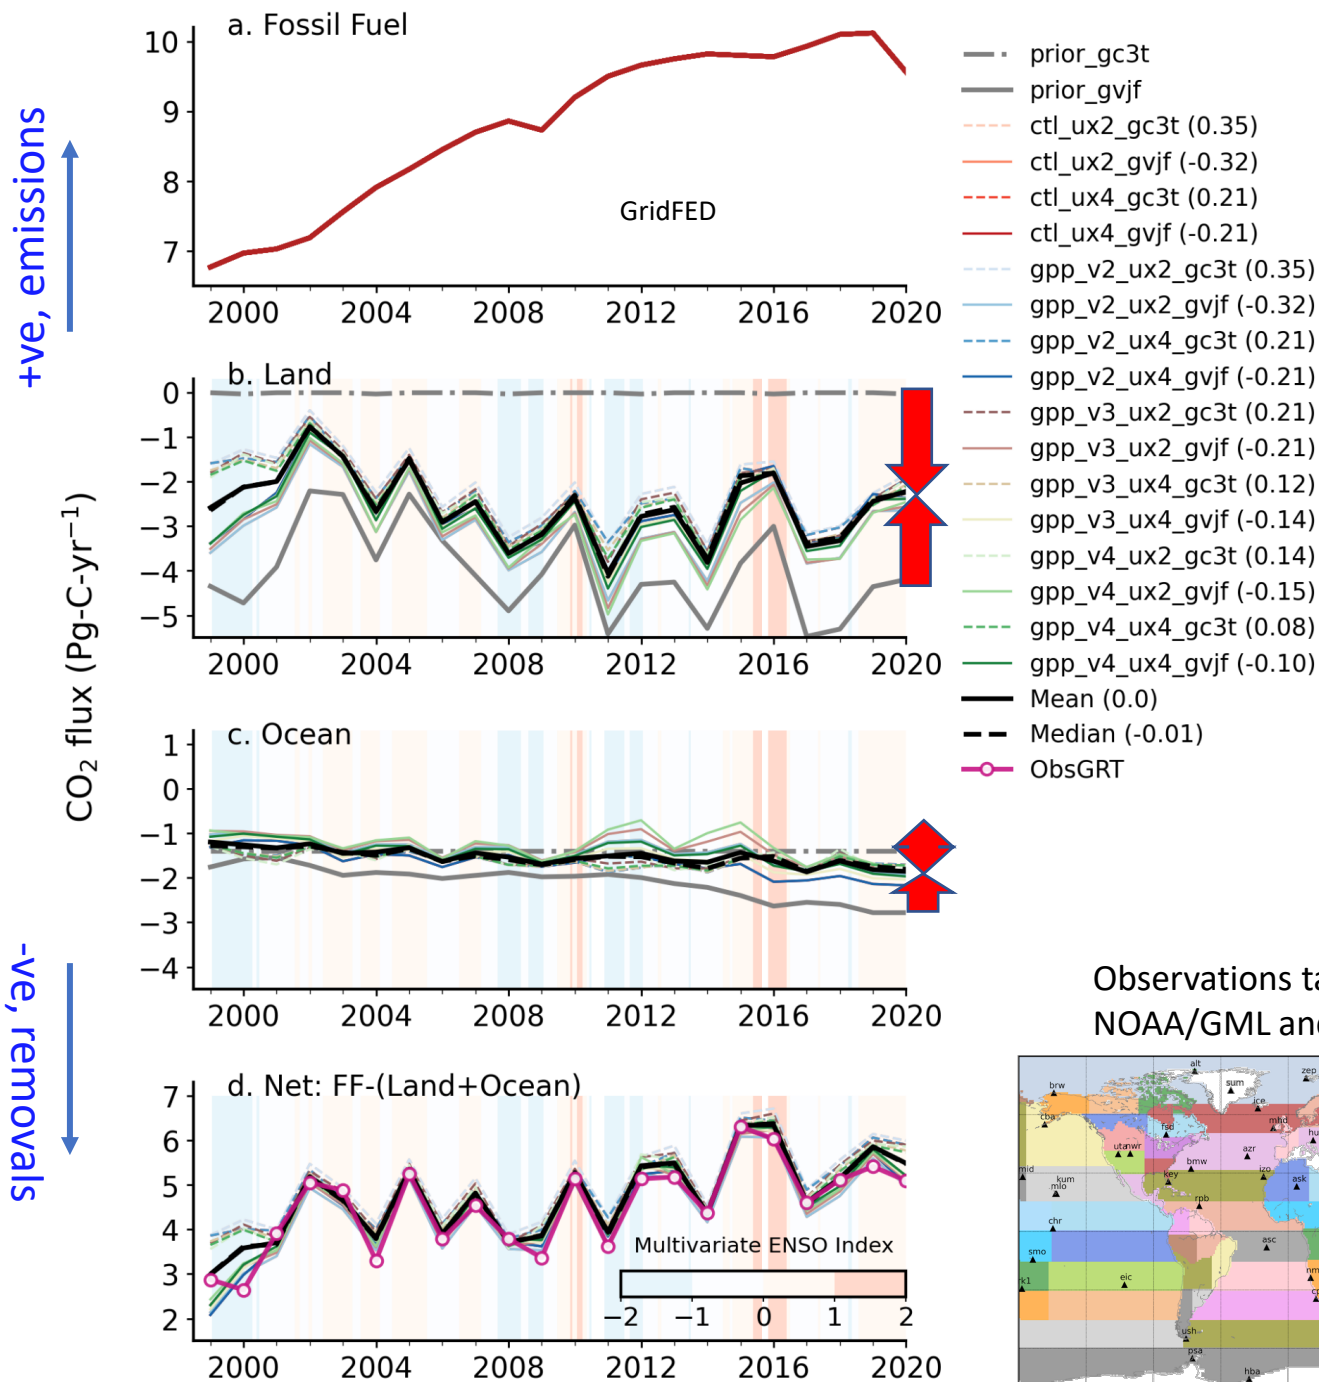 a. Fossil Fuel
10
9
8
7
GridFED
2000 2004 2008 2012 2016 2020
+ve, emissions
b. Land
0
−1
−2
−3
−4
−5
2000 2004 2008 2012 2016 2020
CO₂ flux (Pg-C-yr⁻¹)
c. Ocean
1
0
−1
−2
−3
−4
2000 2004 2008 2012 2016 2020
-ve, removals
d. Net: FF-(Land+Ocean)
7
6
5
4
3
2
Multivariate ENSO Index
−2 −1 0 1 2
2000 2004 2008 2012 2016 2020
prior_gc3t
prior_gvjf
ctl_ux2_gc3t (0.35)
ctl_ux2_gvjf (-0.32)
ctl_ux4_gc3t (0.21)
ctl_ux4_gvjf (-0.21)
gpp_v2_ux2_gc3t (0.35)
gpp_v2_ux2_gvjf (-0.32)
gpp_v2_ux4_gc3t (0.21)
gpp_v2_ux4_gvjf (-0.21)
gpp_v3_ux2_gc3t (0.21)
gpp_v3_ux2_gvjf (-0.21)
gpp_v3_ux4_gc3t (0.12)
gpp_v3_ux4_gvjf (-0.14)
gpp_v4_ux2_gc3t (0.14)
gpp_v4_ux2_gvjf (-0.15)
gpp_v4_ux4_gc3t (0.08)
gpp_v4_ux4_gvjf (-0.10)
Mean (0.0)
Median (-0.01)
ObsGRT
Observations ta
NOAA/GML and
alt
zep
sum
brw
ice
cba
mhd
fsd
hu
uta nwr
azr
bmw
mid
key
izo
kum
ask
mlo
rpb
chr
asc
smo
eic
nm
rk1
ush
psa
hba